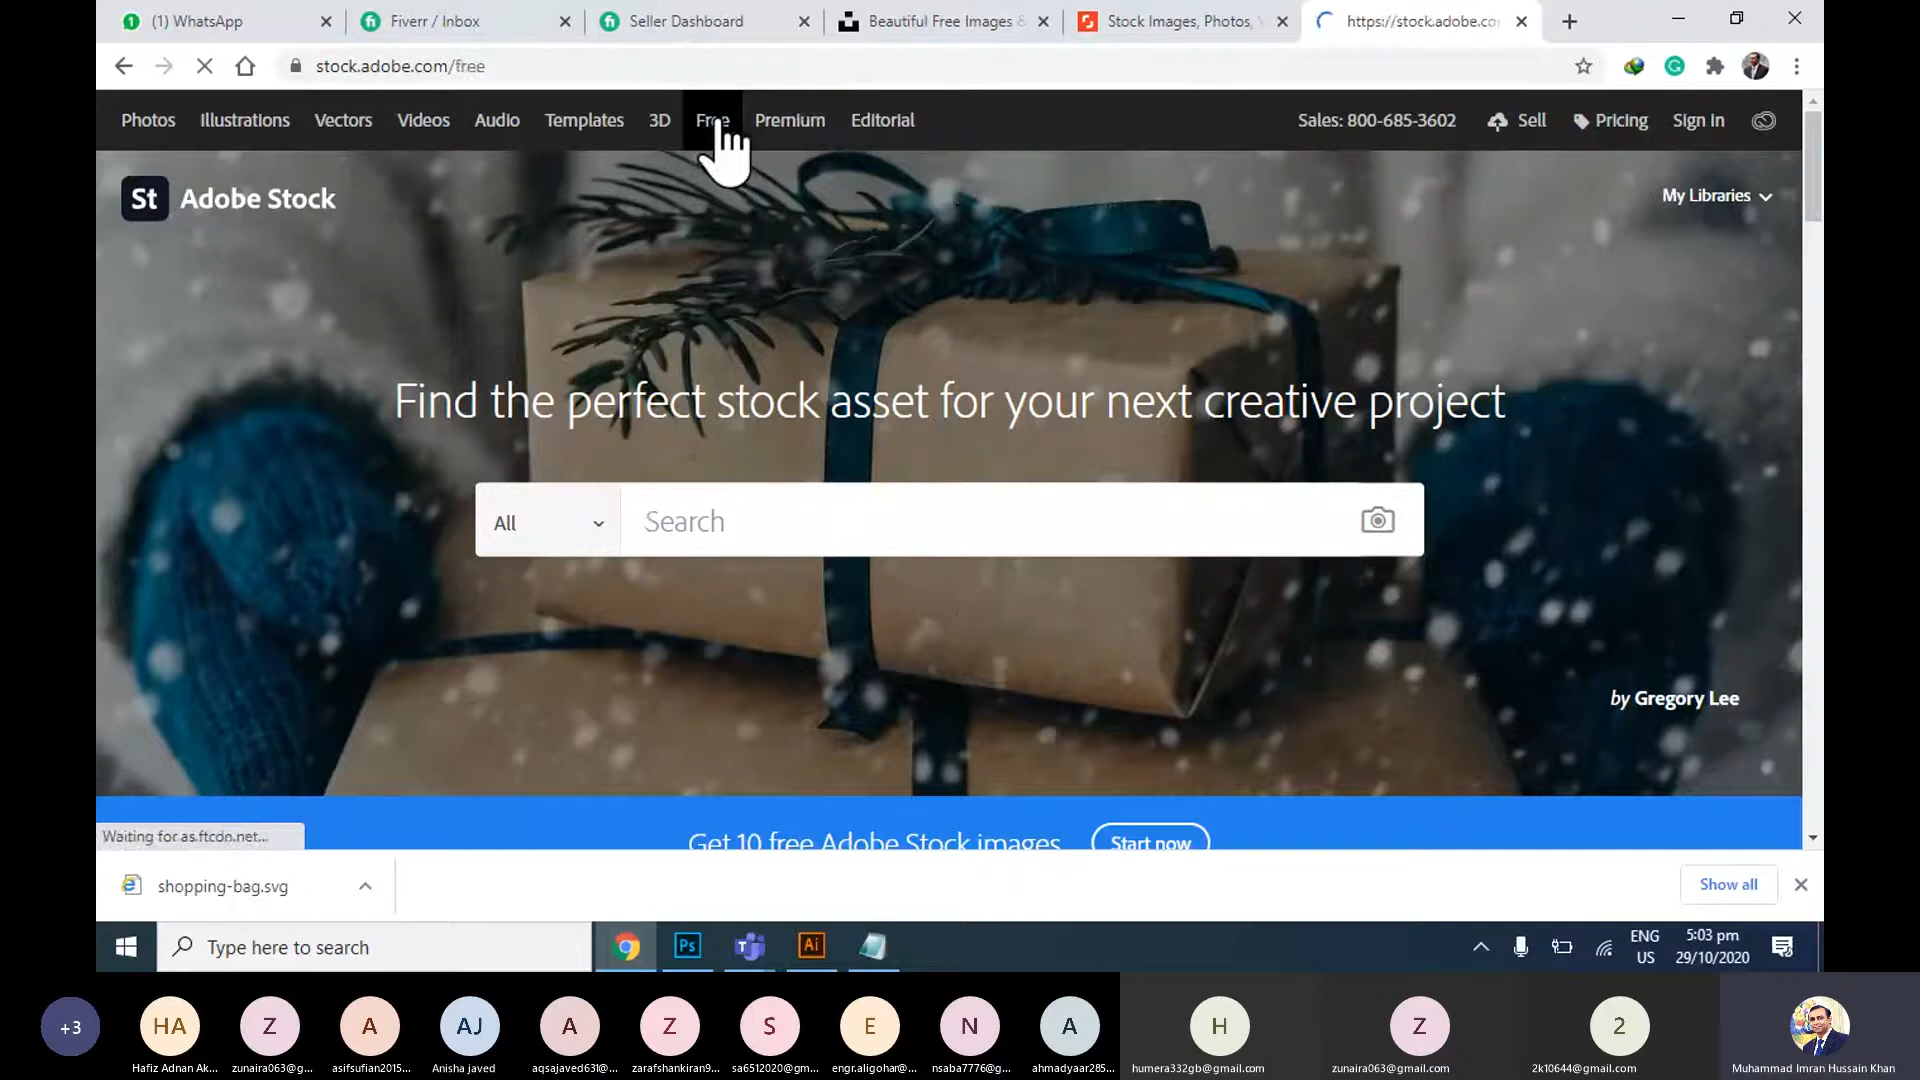 (1) WhatsApp
Fiverr / Inbox
Seller Dashboard
Beautiful Free Images &
Stock Images, Photos,
https://stock.adobe.co
stock.adobe.com/free
Photos Illustrations Vectors Videos Audio Templates 3D Free Premium Editorial
Sales: 800-685-3602 Sell Pricing Sign In
St Adobe Stock
My Libraries
Find the perfect stock asset for your next creative project
All Search
by Gregory Lee
Get 10 free Adobe Stock images Start now
Waiting for as.ftcdn.net...
shopping-bag.svg
Show all
Type here to search
Ps
Ai
ENG
US
5:03 pm
29/10/2020
+3 HA Z A AJ A Z S E N A H Z 2
Hafiz Adnan Ak... zunaira063@g... asifsufian2015... Anisha javed aqsajaved631@... zarafshankiran9... sa6512020@gm... engr.aligohar@... nsaba7776@g... ahmadyaar285... humera332gb@gmail.com zunaira063@gmail.com 2k10644@gmail.com Muhammad Imran Hussain Khan